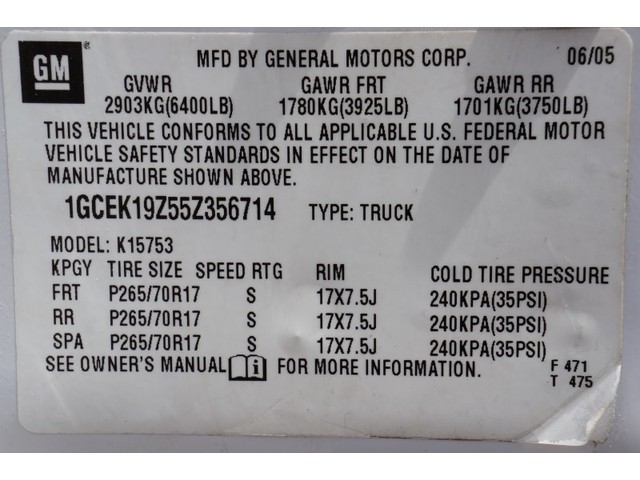 GM
MFD BY GENERAL MOTORS CORP. 06/05
GVWR GAWR FRT GAWR RR
2903KG(6400LB) 1780KG(3925LB) 1701KG(3750LB)
THIS VEHICLE CONFORMS TO ALL APPLICABLE U.S. FEDERAL MOTOR
VEHICLE SAFETY STANDARDS IN EFFECT ON THE DATE OF
MANUFACTURE SHOWN ABOVE.
1GCEK19Z55Z356714 TYPE: TRUCK
MODEL: K15753
KPGY TIRE SIZE SPEED RTG RIM COLD TIRE PRESSURE
FRT P265/70R17 S 17X7.5J 240KPA(35PSI)
RR P265/70R17 S 17X7.5J 240KPA(35PSI)
SPA P265/70R17 S 17X7.5J 240KPA(35PSI)
SEE OWNER'S MANUAL i FOR MORE INFORMATION. F 471
T 475